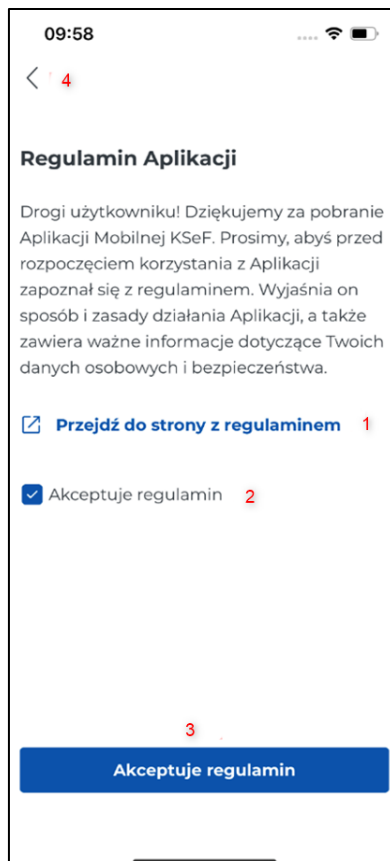 09:58
4
Regulamin Aplikacji
Drogi użytkowniku! Dziękujemy za pobranie
Aplikacji Mobilnej KSeF. Prosimy, abyś przed
rozpoczęciem korzystania z Aplikacji
zapoznał się z regulaminem. Wyjaśnia on
sposób i zasady działania Aplikacji, a także
zawiera ważne informacje dotyczące Twoich
danych osobowych i bezpieczeństwa.
Przejdź do strony z regulaminem 1
Akceptuje regulamin 2
3
Akceptuje regulamin